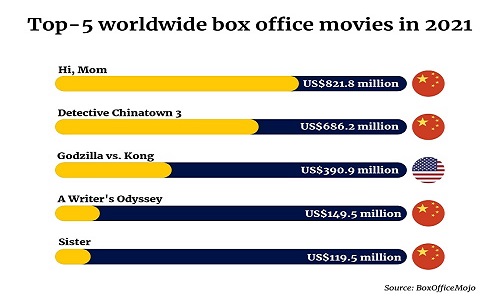 Top-5 worldwide box office movies in 2021
Hi, Mom
US$821.8 million
Detective Chinatown 3
US$686.2 million
Godzilla vs. Kong
US$390.9 million
A Writer's Odyssey
US$149.5 million
Sister
US$119.5 million
Source: BoxOfficeMojo